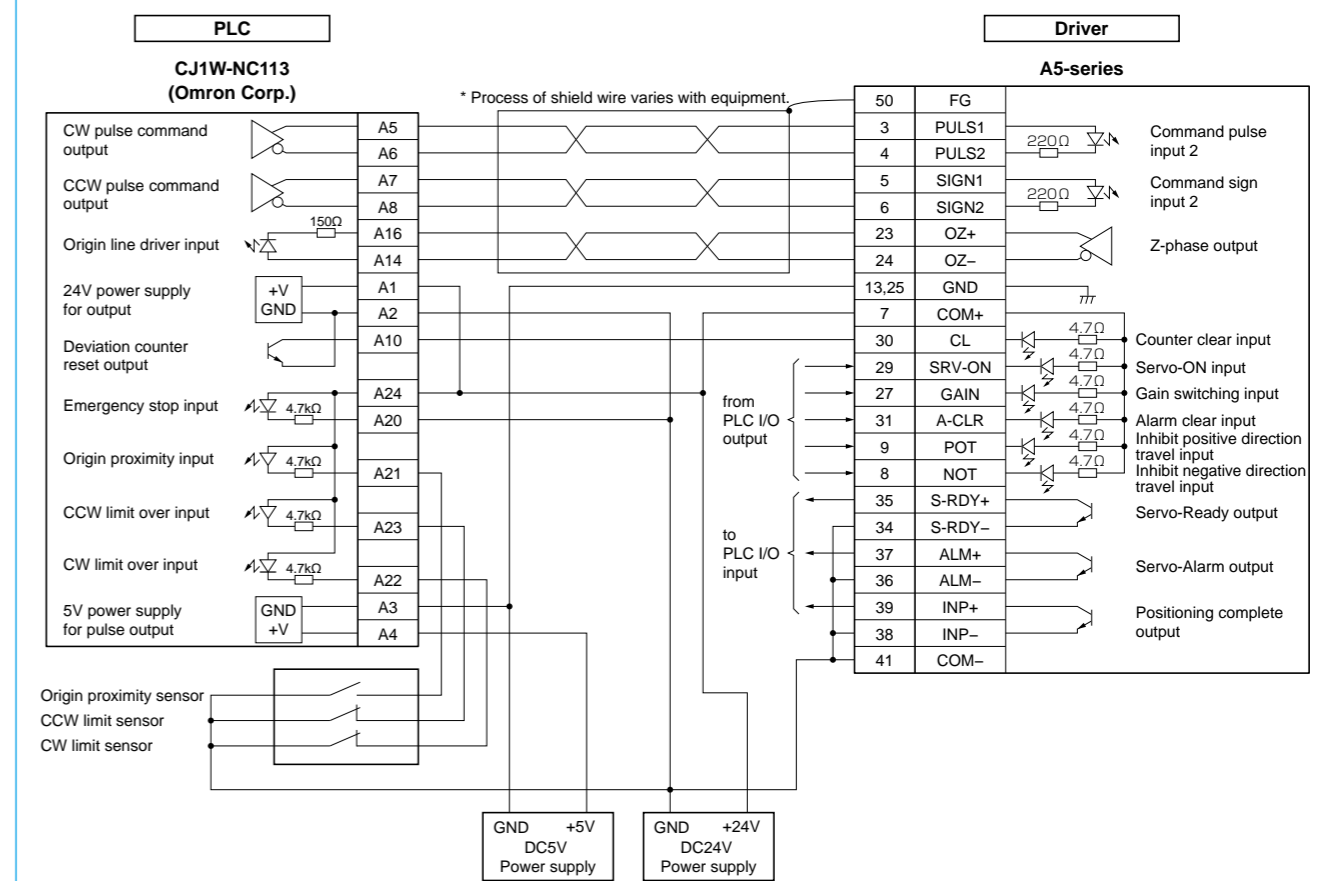 PLC
Driver
CJ1W-NC113
(Omron Corp.)
A5-series
* Process of shield wire varies with equipment.
CW pulse command
output
A5
A6
CCW pulse command
output
A7
A8
Origin line driver input
150Ω
A16
A14
24V power supply
for output
+V
GND
A1
A2
Deviation counter
reset output
A10
Emergency stop input
4.7kΩ
A24
A20
Origin proximity input
4.7kΩ
A21
CCW limit over input
4.7kΩ
A23
CW limit over input
4.7kΩ
A22
5V power supply
for pulse output
GND
+V
A3
A4
50 FG
3 PULS1
4 PULS2
220Ω
Command pulse
input 2
5 SIGN1
6 SIGN2
220Ω
Command sign
input 2
23 OZ+
24 OZ–
Z-phase output
13,25 GND
7 COM+
30 CL
4.7Ω
Counter clear input
29 SRV-ON
4.7Ω
Servo-ON input
27 GAIN
4.7Ω
Gain switching input
31 A-CLR
4.7Ω
Alarm clear input
9 POT
4.7Ω
Inhibit positive direction
travel input
8 NOT
4.7Ω
Inhibit negative direction
travel input
35 S-RDY+
34 S-RDY–
Servo-Ready output
37 ALM+
36 ALM–
Servo-Alarm output
39 INP+
38 INP–
Positioning complete
output
41 COM–
from
PLC I/O
output
to
PLC I/O
input
Origin proximity sensor
CCW limit sensor
CW limit sensor
GND +5V
DC5V
Power supply
GND +24V
DC24V
Power supply